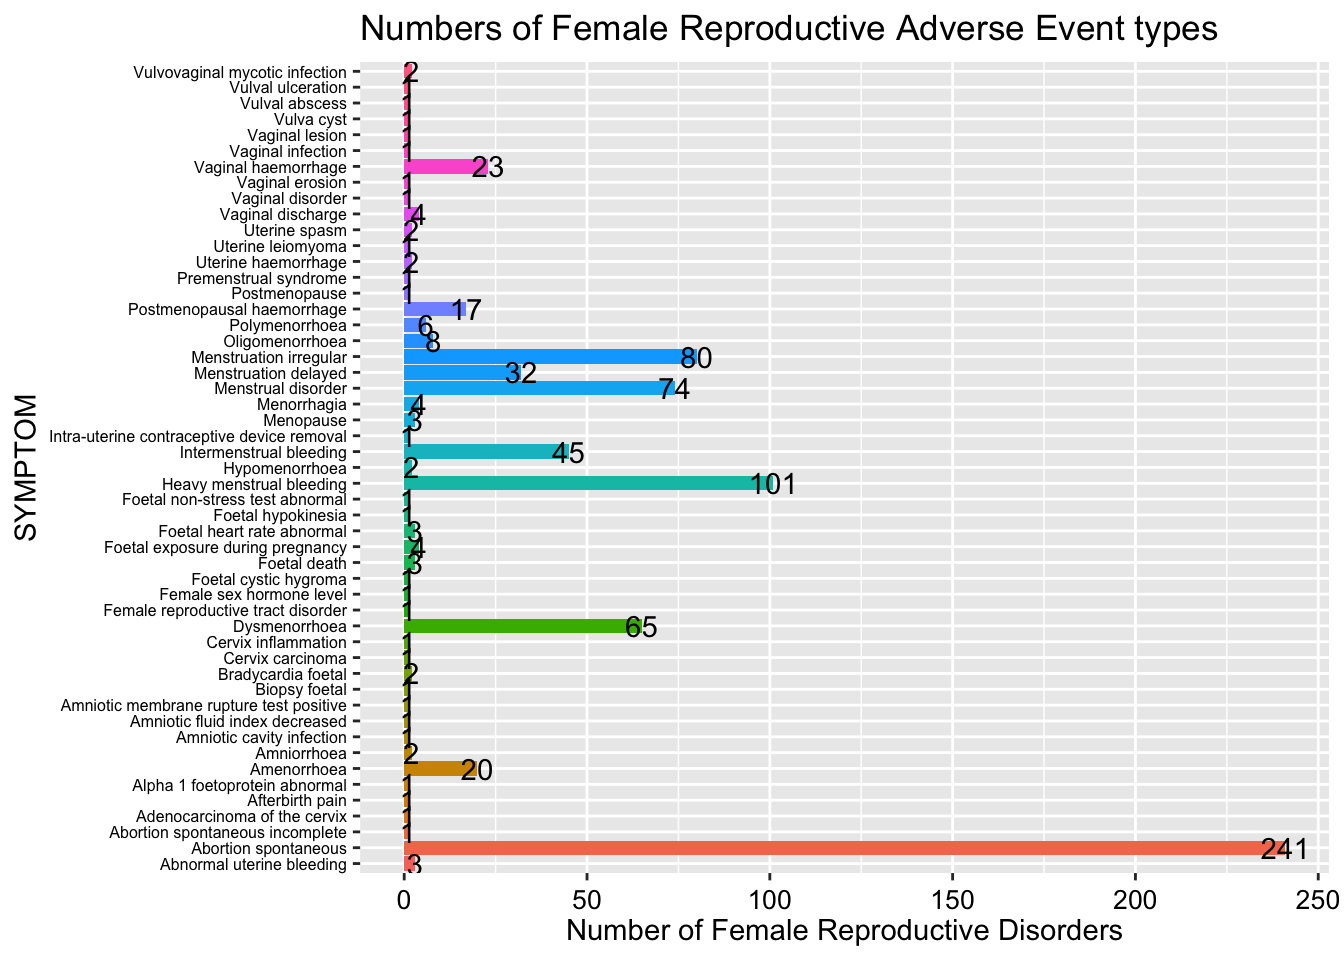 Numbers of Female Reproductive Adverse Event types
SYMPTOM
Vulvovaginal mycotic infection 2
Vulval ulceration 1
Vulval abscess 1
Vulva cyst 1
Vaginal lesion 1
Vaginal infection 1
Vaginal haemorrhage 23
Vaginal erosion 1
Vaginal disorder 1
Vaginal discharge 4
Uterine spasm 2
Uterine leiomyoma 1
Uterine haemorrhage 2
Premenstrual syndrome 1
Postmenopause 1
Postmenopausal haemorrhage 17
Polymenorrhoea 6
Oligomenorrhoea 8
Menstruation irregular 80
Menstruation delayed 32
Menstrual disorder 74
Menorrhagia 4
Menopause 3
Intra-uterine contraceptive device removal 1
Intermenstrual bleeding 45
Hypomenorrhoea 2
Heavy menstrual bleeding 101
Foetal non-stress test abnormal 1
Foetal hypokinesia 1
Foetal heart rate abnormal 3
Foetal exposure during pregnancy 4
Foetal death 3
Foetal cystic hygroma 1
Female sex hormone level 1
Female reproductive tract disorder 1
Dysmenorrhoea 65
Cervix inflammation 1
Cervix carcinoma 1
Bradycardia foetal 2
Biopsy foetal 1
Amniotic membrane rupture test positive 1
Amniotic fluid index decreased 1
Amniotic cavity infection 1
Amniorrhoea 2
Amenorrhoea 20
Alpha 1 foetoprotein abnormal 1
Afterbirth pain 1
Adenocarcinoma of the cervix 1
Abortion spontaneous incomplete 1
Abortion spontaneous 241
Abnormal uterine bleeding 3
0 50 100 150 200 250
Number of Female Reproductive Disorders